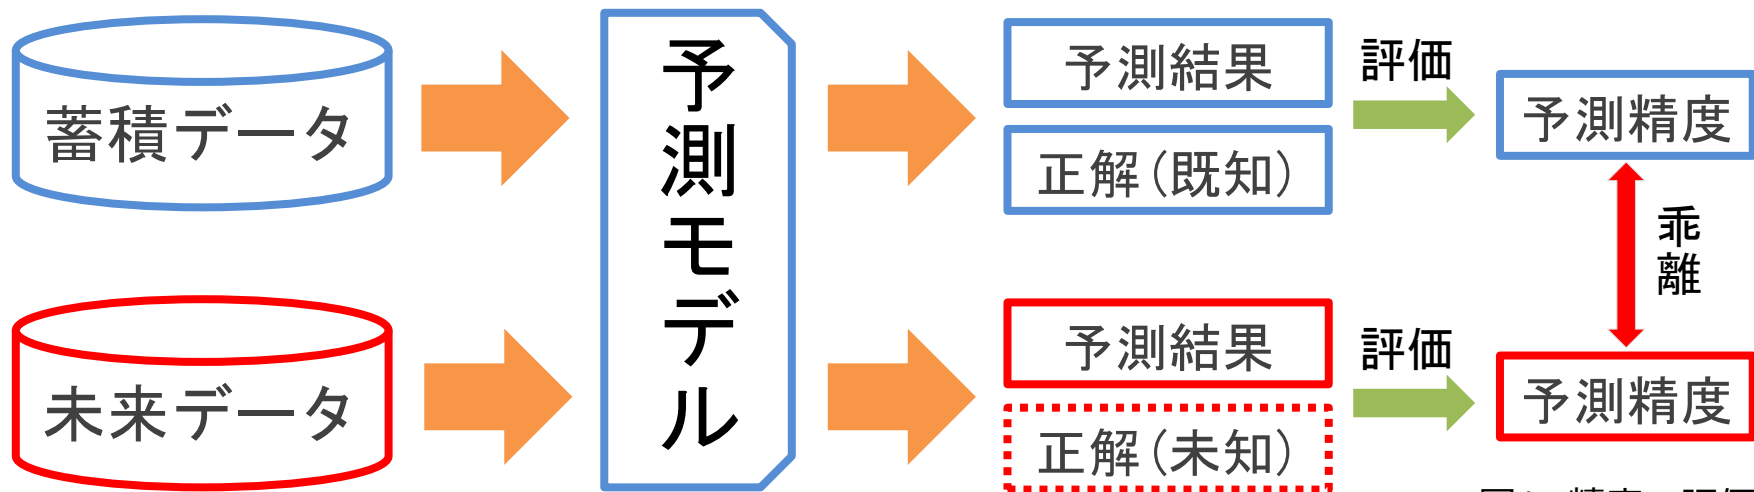 蓄積データ
予測モデル
予測結果
正解(既知)
評価
予測精度
乖離
未来データ
予測結果
正解(未知)
評価
予測精度